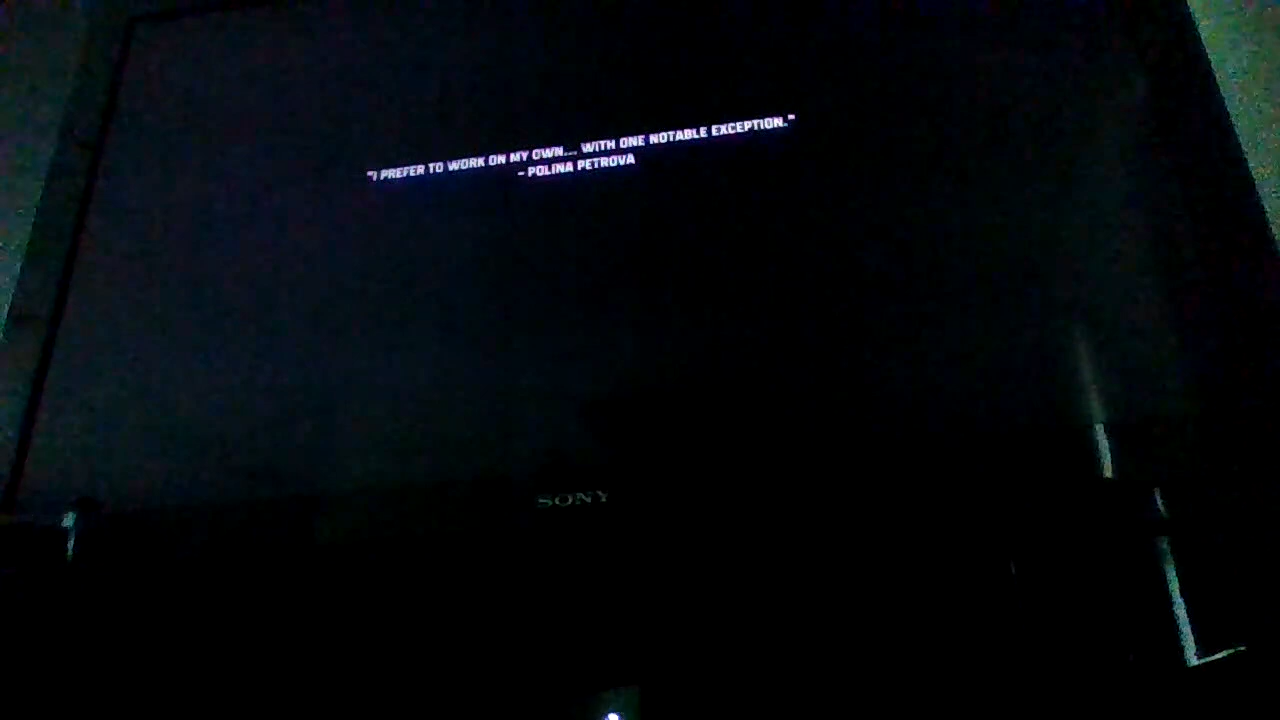 "I PREFER TO WORK ON MY OWN... WITH ONE NOTABLE EXCEPTION."
- POLINA PETROVA
SONY